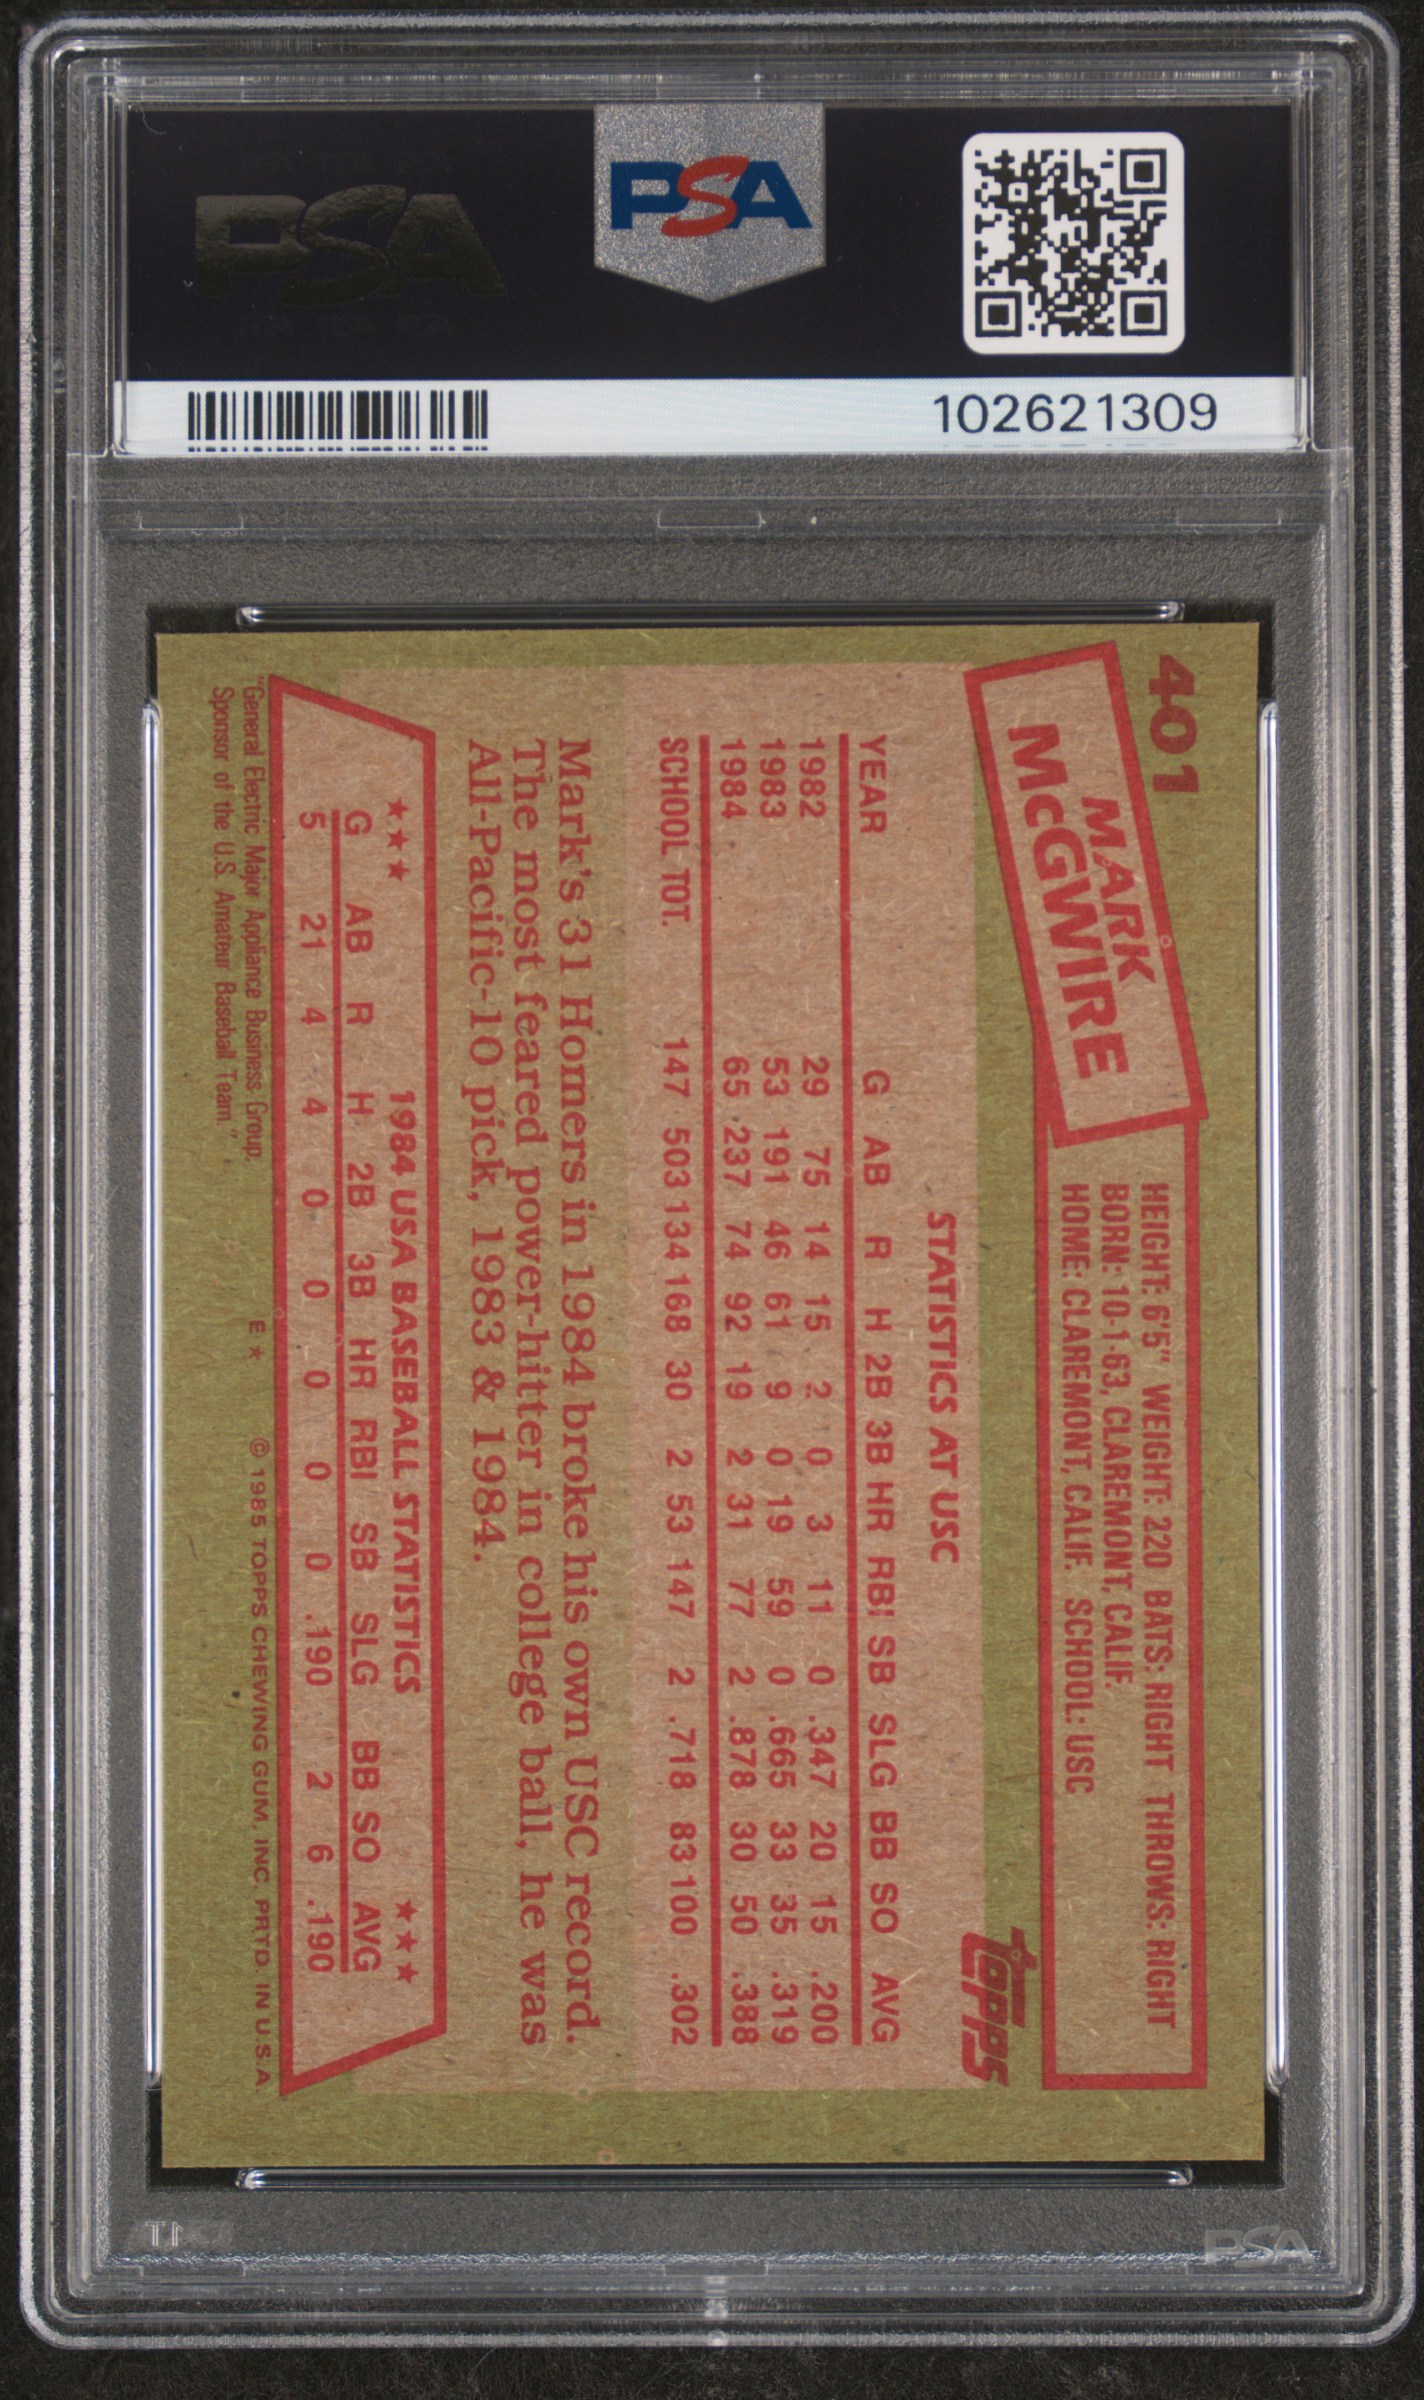 PSA
PSA
102621309
401
MARK
McGWIRE
HEIGHT: 6'5" WEIGHT: 220 BATS: RIGHT THROWS: RIGHT
BORN: 10-1-63, CLAREMONT, CALIF.
HOME: CLAREMONT, CALIF. SCHOOL: USC
topps
STATISTICS AT USC
YEAR G AB R H 2B 3B HR RBI SB SLG BB SO AVG
1982 29 75 14 15 2 0 3 11 0 .347 20 15 .200
1983 53 191 46 61 9 0 19 59 0 .665 33 35 .319
1984 65 237 74 92 19 2 31 77 2 .878 30 50 .388
SCHOOL TOT. 147 503 134 168 30 2 53 147 2 .718 83 100 .302
Mark's 31 Homers in 1984 broke his own USC record.
The most feared power-hitter in college ball, he was
All-Pacific-10 pick, 1983 & 1984.
★★★ 1984 USA BASEBALL STATISTICS ★★★
G AB R H 2B 3B HR RBI SB SLG BB SO AVG
5 21 4 4 0 0 0 0 0 .190 2 6 .190
"General Electric Major Appliance Business Group,
Sponsor of the U.S. Amateur Baseball Team."
E★ © 1985 TOPPS CHEWING GUM, INC. PRTD. IN U.S.A.
PSA